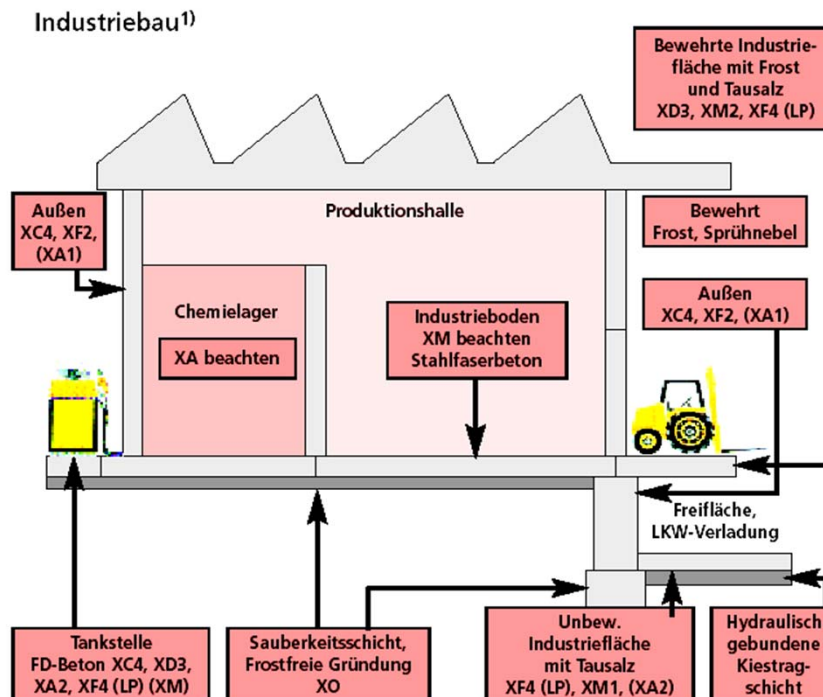 Industriebau1)
Bewehrte Industrie-
fläche mit Frost
und Tausalz
XD3, XM2, XF4 (LP)
Außen
XC4, XF2,
(XA1)
Produktionshalle
Bewehrt
Frost, Sprühnebel
Chemielager
XA beachten
Industrieboden
XM beachten
Stahlfaserbeton
Außen
XC4, XF2, (XA1)
Freifläche,
LKW-Verladung
Tankstelle
FD-Beton XC4, XD3,
XA2, XF4 (LP) (XM)
Sauberkeitsschicht,
Frostfreie Gründung
XO
Unbew.
Industriefläche
mit Tausalz
XF4 (LP), XM1, (XA2)
Hydraulisch
gebundene
Kiestrag-
schicht